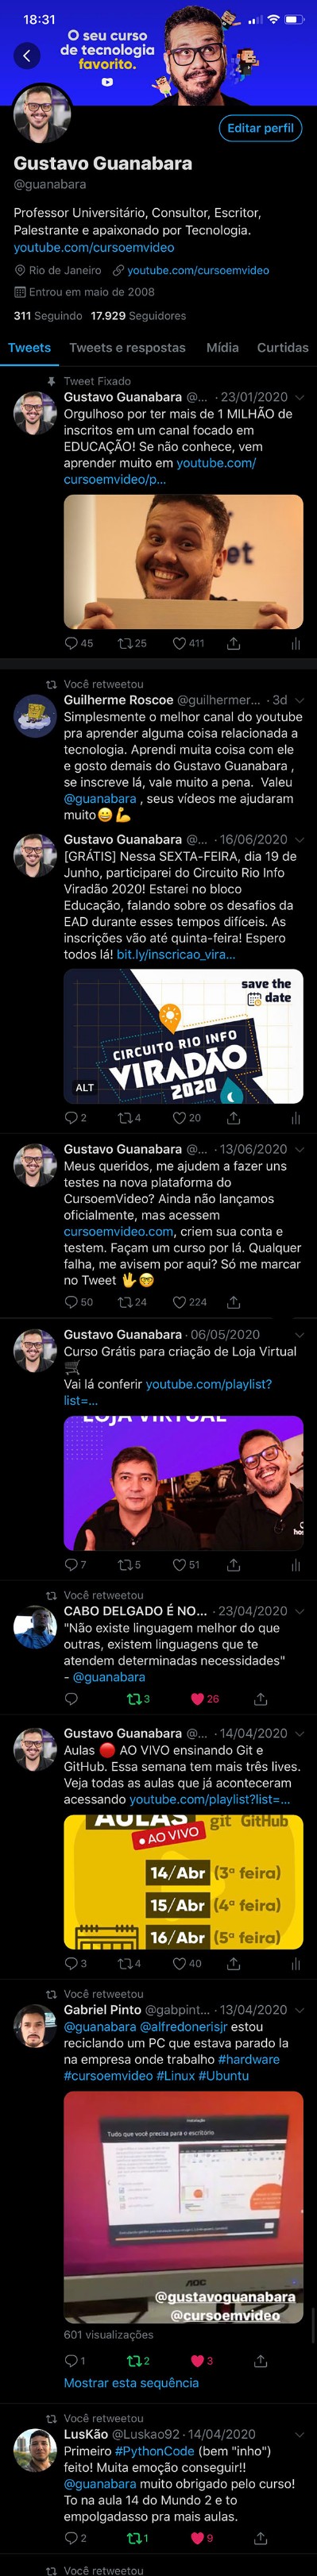 18:31
O seu curso
de tecnologia
favorito.
Editar perfil
Gustavo Guanabara
@guanabara
Professor Universitário, Consultor, Escritor,
Palestrante e apaixonado por Tecnologia.
youtube.com/cursoemvideo
Rio de Janeiro youtube.com/cursoemvideo
Entrou em maio de 2008
311 Seguindo 17.929 Seguidores
Tweets Tweets e respostas Mídia Curtidas
Tweet Fixado
Gustavo Guanabara @... · 23/01/2020
Orgulhoso por ter mais de 1 MILHÃO de
inscritos em um canal focado em
EDUCAÇÃO! Se não conhece, vem
aprender muito em youtube.com/
cursoemvideo/p...
et
45 25 411
Você retweetou
Guilherme Roscoe @guilhermer... · 3d
Simplesmente o melhor canal do youtube
pra aprender alguma coisa relacionada a
tecnologia. Aprendi muita coisa com ele
e gosto demais do Gustavo Guanabara ,
se inscreve lá, vale muito a pena. Valeu
@guanabara , seus vídeos me ajudaram
muito😀💪
Gustavo Guanabara @... · 16/06/2020
[GRÁTIS] Nessa SEXTA-FEIRA, dia 19 de
Junho, participarei do Circuito Rio Info
Viradão 2020! Estarei no bloco
Educação, falando sobre os desafios da
EAD durante esses tempos difíceis. As
inscrições vão até quinta-feira! Espero
todos lá! bit.ly/inscricao_vira...
save the
date
CIRCUITO RIO INFO
VIRADÃO
2020
ALT
2 4 20
Gustavo Guanabara @... · 13/06/2020
Meus queridos, me ajudem a fazer uns
testes na nova plataforma do
CursoemVideo? Ainda não lançamos
oficialmente, mas acessem
cursoemvideo.com, criem sua conta e
testem. Façam um curso por lá. Qualquer
falha, me avisem por aqui? Só me marcar
no Tweet 🖖🤓
50 24 224
Gustavo Guanabara · 06/05/2020
Curso Grátis para criação de Loja Virtual
🛒
Vai lá conferir youtube.com/playlist?
list=...
LOJA VIRTUAL
7 5 51
Você retweetou
CABO DELGADO É NO... · 23/04/2020
"Não existe linguagem melhor do que
outras, existem linguagens que te
atendem determinadas necessidades"
- @guanabara
3 26
Gustavo Guanabara @... · 14/04/2020
Aulas 🔴 AO VIVO ensinando Git e
GitHub. Essa semana tem mais três lives.
Veja todas as aulas que já aconteceram
acessando youtube.com/playlist?list=...
AULAS git GitHub
AO VIVO
14/Abr (3ª feira)
15/Abr (4ª feira)
16/Abr (5ª feira)
3 4 40
Você retweetou
Gabriel Pinto @gabpint... · 13/04/2020
@guanabara @alfredonerisjr estou
reciclando um PC que estava parado la
na empresa onde trabalho #hardware
#cursoemvideo #Linux #Ubuntu
Tudo que você precisa para o escritório
AOC
@gustavoguanabara
@cursoemvideo
601 visualizações
1 2 3
Mostrar esta sequência
Você retweetou
LusKão @Luskao92 · 14/04/2020
Primeiro #PythonCode (bem "inho")
feito! Muita emoção conseguir!!
@guanabara muito obrigado pelo curso!
To na aula 14 do Mundo 2 e to
empolgadasso pra mais aulas.
2 1 9
Você retweetou